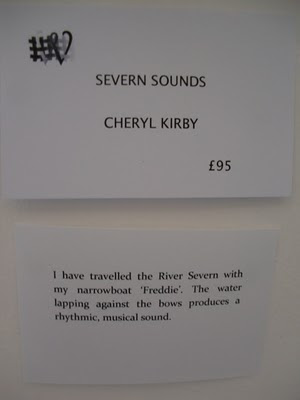 SEVERN SOUNDS
CHERYL KIRBY
£95
I have travelled the River Severn with
my narrowboat 'Freddie'. The water
lapping against the bows produces a
rhythmic, musical sound.